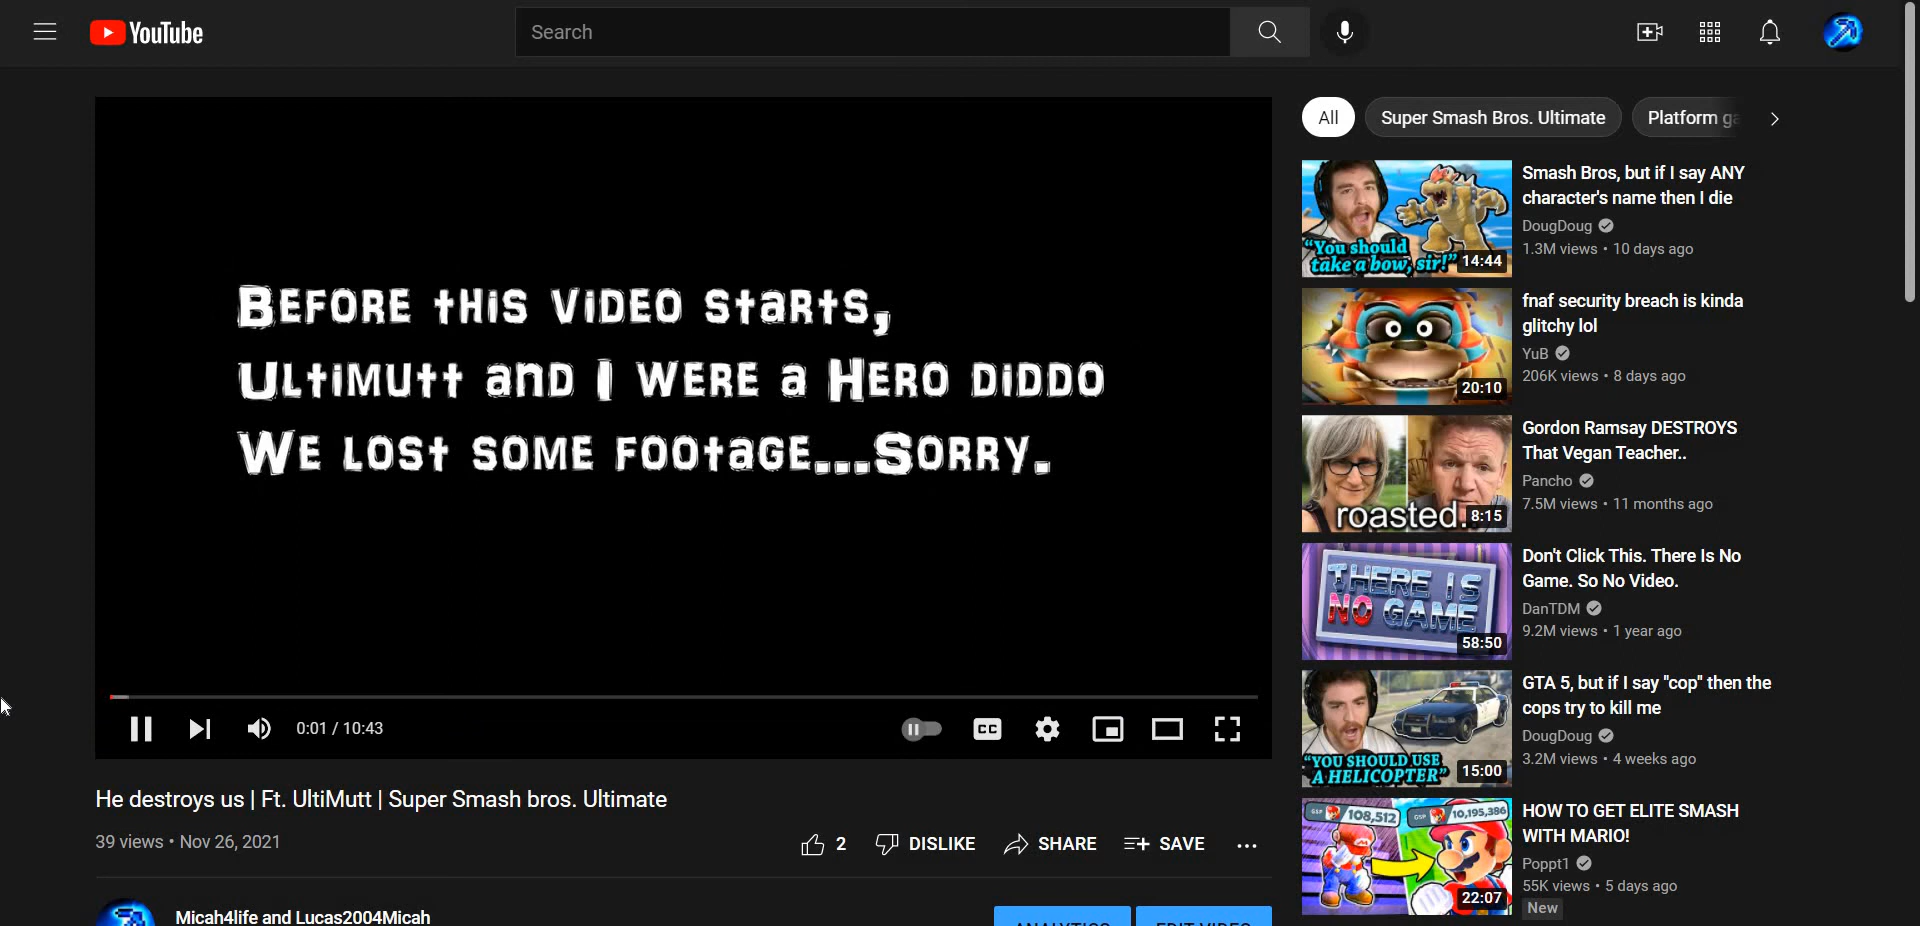 YouTube
Search
All
Super Smash Bros. Ultimate
Platform ga
BEFORE tHiS ViDEO StaRtS,
ULtiMUtt anD I WERE a HERO DiDDO
WE LOSt SOME FOOtaGE...SORRY.
0:01 / 10:43
CC
He destroys us | Ft. UltiMutt | Super Smash bros. Ultimate
39 views • Nov 26, 2021
2
DISLIKE
SHARE
SAVE
Micah4life and Lucas2004Micah
ANALYTICS
EDIT VIDEO
"You should
take a bow, sir!"
14:44
Smash Bros, but if I say ANY
character's name then I die
DougDoug
1.3M views • 10 days ago
20:10
fnaf security breach is kinda
glitchy lol
YuB
206K views • 8 days ago
roasted.
8:15
Gordon Ramsay DESTROYS
That Vegan Teacher..
Pancho
7.5M views • 11 months ago
THERE IS
NO GAME
58:50
Don't Click This. There Is No
Game. So No Video.
DanTDM
9.2M views • 1 year ago
"YOU SHOULD USE
A HELICOPTER"
15:00
GTA 5, but if I say "cop" then the
cops try to kill me
DougDoug
3.2M views • 4 weeks ago
GSP 108,512
GSP 10,195,386
22:07
HOW TO GET ELITE SMASH
WITH MARIO!
Poppt1
55K views • 5 days ago
New